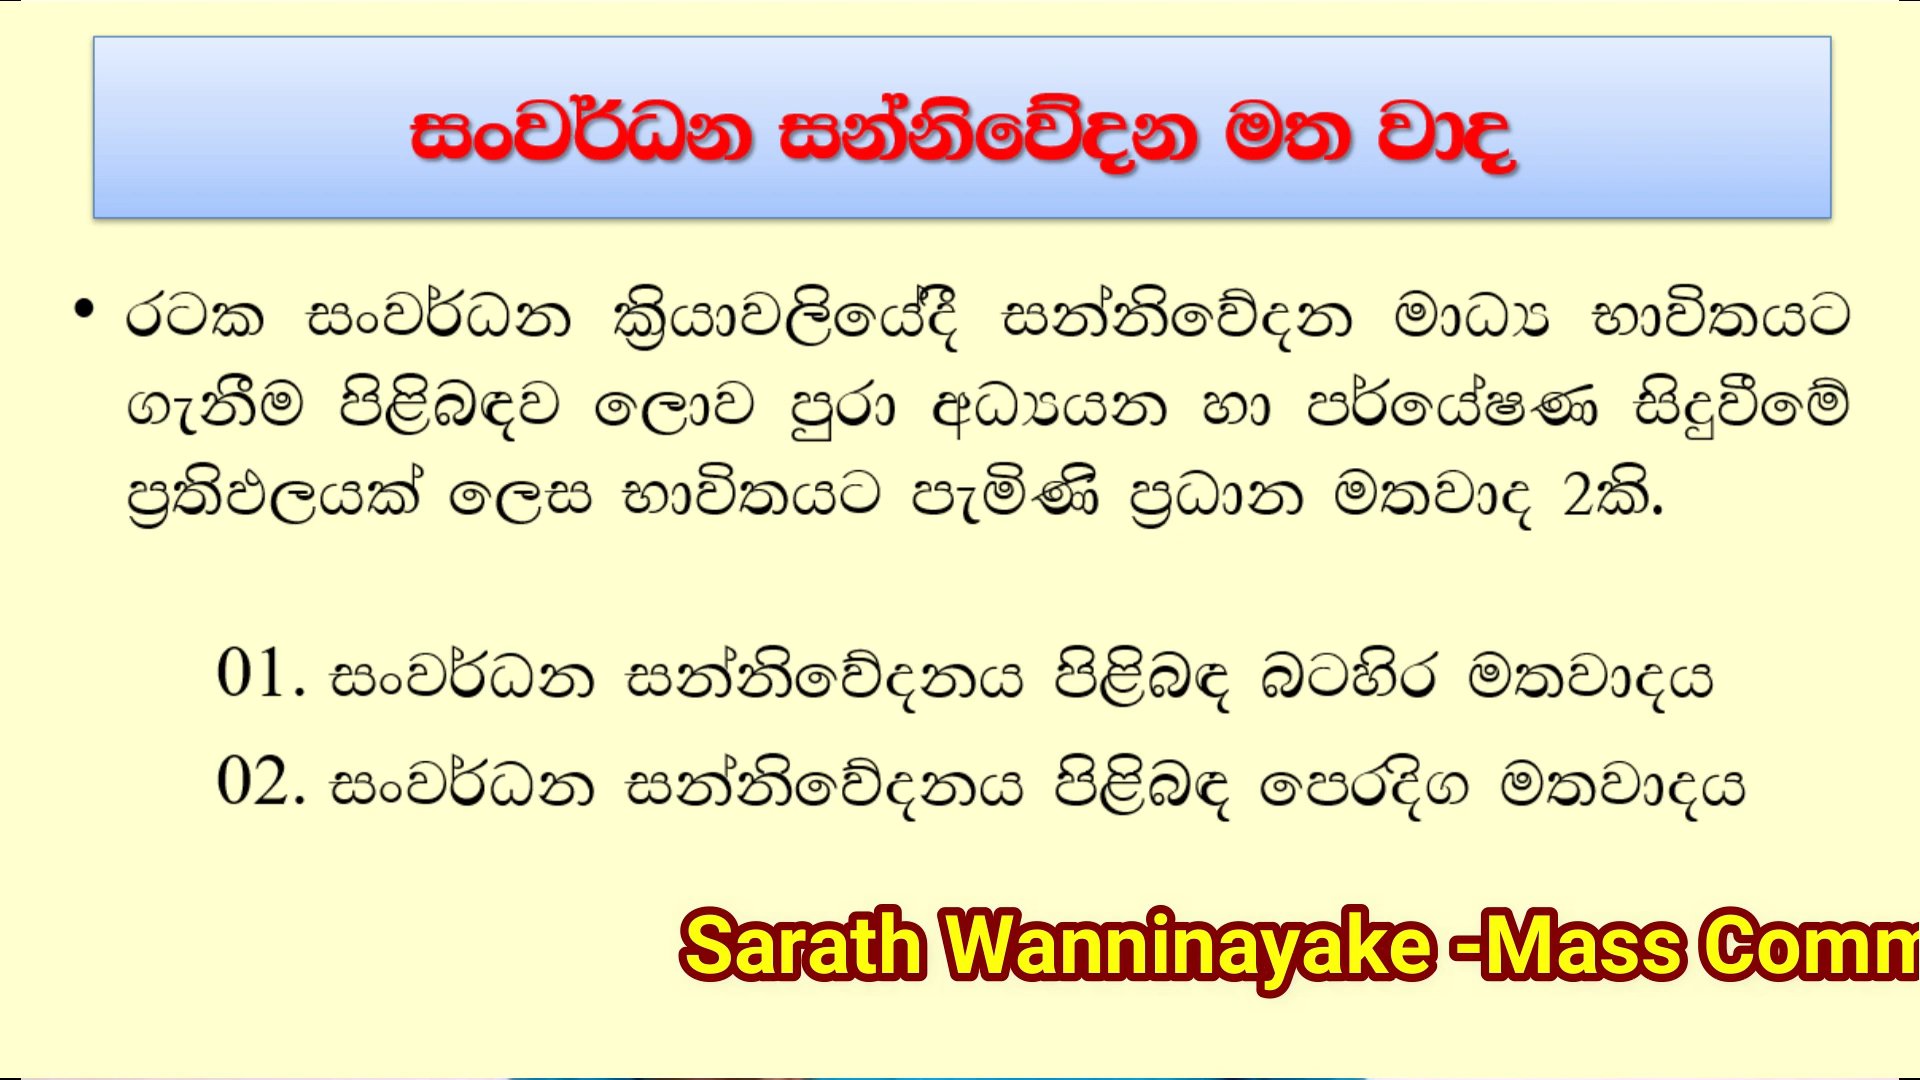 සංවර්ධන සන්නිවේදන මත වාද
• රටක සංවර්ධන ක්‍රියාවලියේදී සන්නිවේදන මාධ්‍ය භාවිතයට
ගැනීම පිළිබඳව ලොව පුරා අධ්‍යයන හා පර්යේෂණ සිදුවීමේ
ප්‍රතිඵලයක් ලෙස භාවිතයට පැමිණි ප්‍රධාන මතවාද 2කි.
01. සංවර්ධන සන්නිවේදනය පිළිබඳ බටහිර මතවාදය
02. සංවර්ධන සන්නිවේදනය පිළිබඳ පෙරදිග මතවාදය
Sarath Wanninayake -Mass Comm